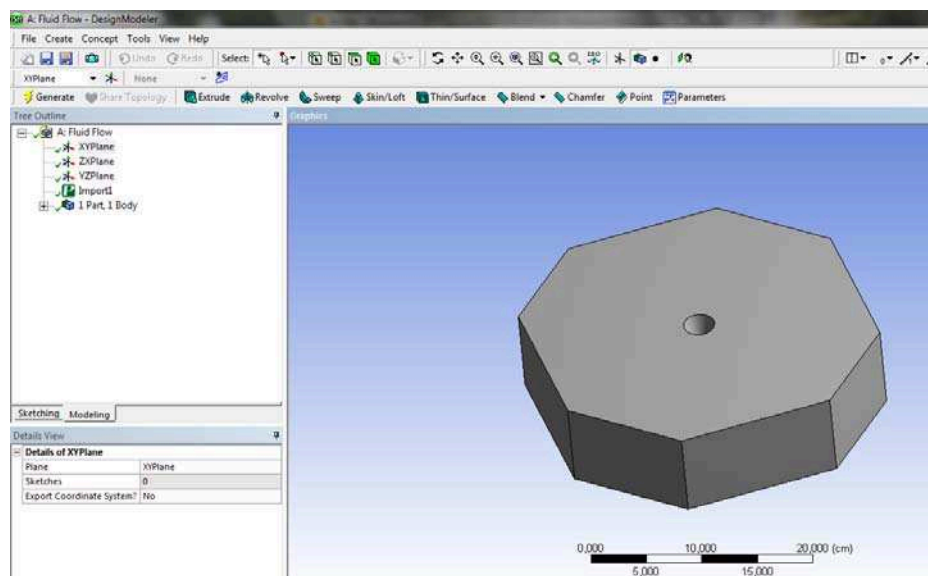 A: Fluid Flow - DesignModeler
File Create Concept Tools View Help
Undo Redo Select:
XYPlane None
Generate Share Topology Extrude Revolve Sweep Skin/Loft Thin/Surface Blend Chamfer Point Parameters
Tree Outline
Graphics
A: Fluid Flow
XYPlane
ZXPlane
YZPlane
Import1
1 Part, 1 Body
Sketching Modeling
Details View
Details of XYPlane
Plane XYPlane
Sketches 0
Export Coordinate System? No
0,000 10,000 20,000 (cm)
5,000 15,000